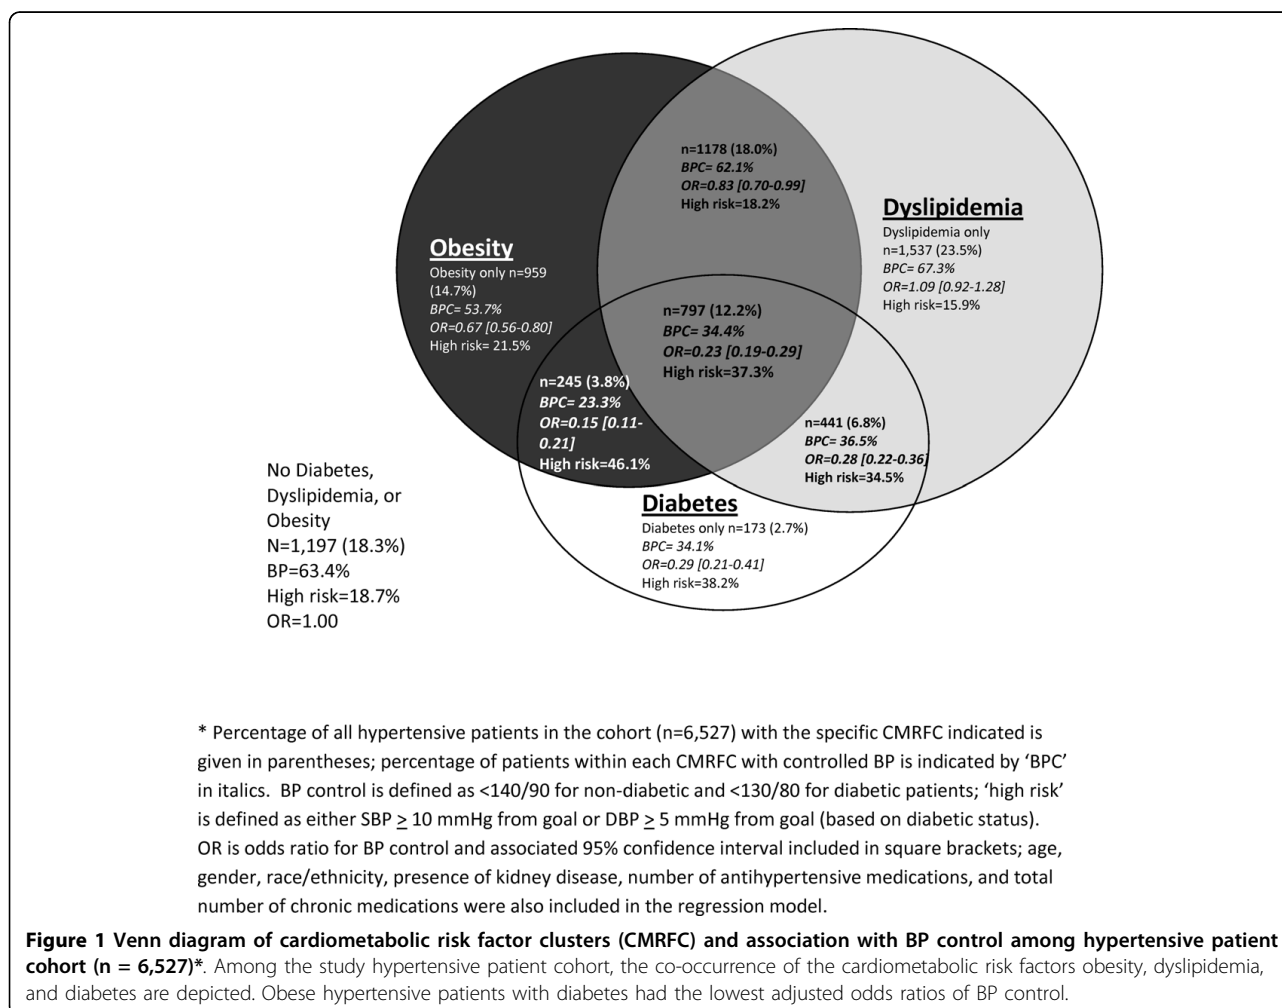 n=1178 (18.0%)
BPC= 62.1%
OR=0.83 [0.70-0.99]
High risk=18.2%
Dyslipidemia
Dyslipidemia only
n=1,537 (23.5%)
BPC= 67.3%
OR=1.09 [0.92-1.28]
High risk=15.9%
Obesity
Obesity only n=959
(14.7%)
BPC= 53.7%
OR=0.67 [0.56-0.80]
High risk= 21.5%
n=797 (12.2%)
BPC= 34.4%
OR=0.23 [0.19-0.29]
High risk=37.3%
n=245 (3.8%)
BPC= 23.3%
OR=0.15 [0.11-
0.21]
High risk=46.1%
n=441 (6.8%)
BPC= 36.5%
OR=0.28 [0.22-0.36]
High risk=34.5%
Diabetes
Diabetes only n=173 (2.7%)
BPC= 34.1%
OR=0.29 [0.21-0.41]
High risk=38.2%
No Diabetes,
Dyslipidemia, or
Obesity
N=1,197 (18.3%)
BP=63.4%
High risk=18.7%
OR=1.00
* Percentage of all hypertensive patients in the cohort (n=6,527) with the specific CMRFC indicated is
given in parentheses; percentage of patients within each CMRFC with controlled BP is indicated by ‘BPC’
in italics.  BP control is defined as <140/90 for non-diabetic and <130/80 for diabetic patients; ‘high risk’
is defined as either SBP ≥ 10 mmHg from goal or DBP ≥ 5 mmHg from goal (based on diabetic status).
OR is odds ratio for BP control and associated 95% confidence interval included in square brackets; age,
gender, race/ethnicity, presence of kidney disease, number of antihypertensive medications, and total
number of chronic medications were also included in the regression model.
Figure 1 Venn diagram of cardiometabolic risk factor clusters (CMRFC) and association with BP control among hypertensive patient
cohort (n = 6,527)*. Among the study hypertensive patient cohort, the co-occurrence of the cardiometabolic risk factors obesity, dyslipidemia,
and diabetes are depicted. Obese hypertensive patients with diabetes had the lowest adjusted odds ratios of BP control.